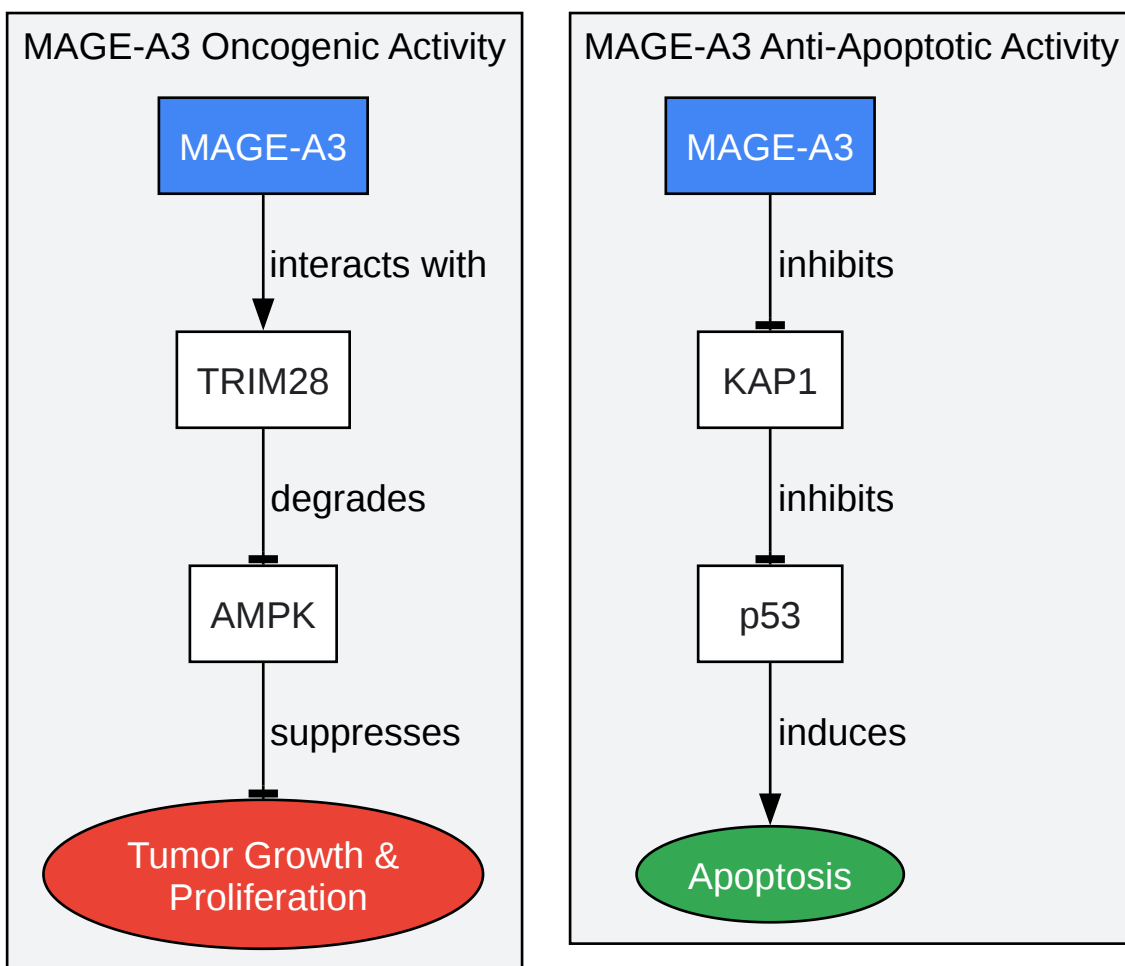 MAGE-A3 Oncogenic Activity
MAGE-A3
interacts with
TRIM28
degrades
AMPK
suppresses
Tumor Growth &
Proliferation
MAGE-A3 Anti-Apoptotic Activity
MAGE-A3
inhibits
KAP1
inhibits
p53
induces
Apoptosis